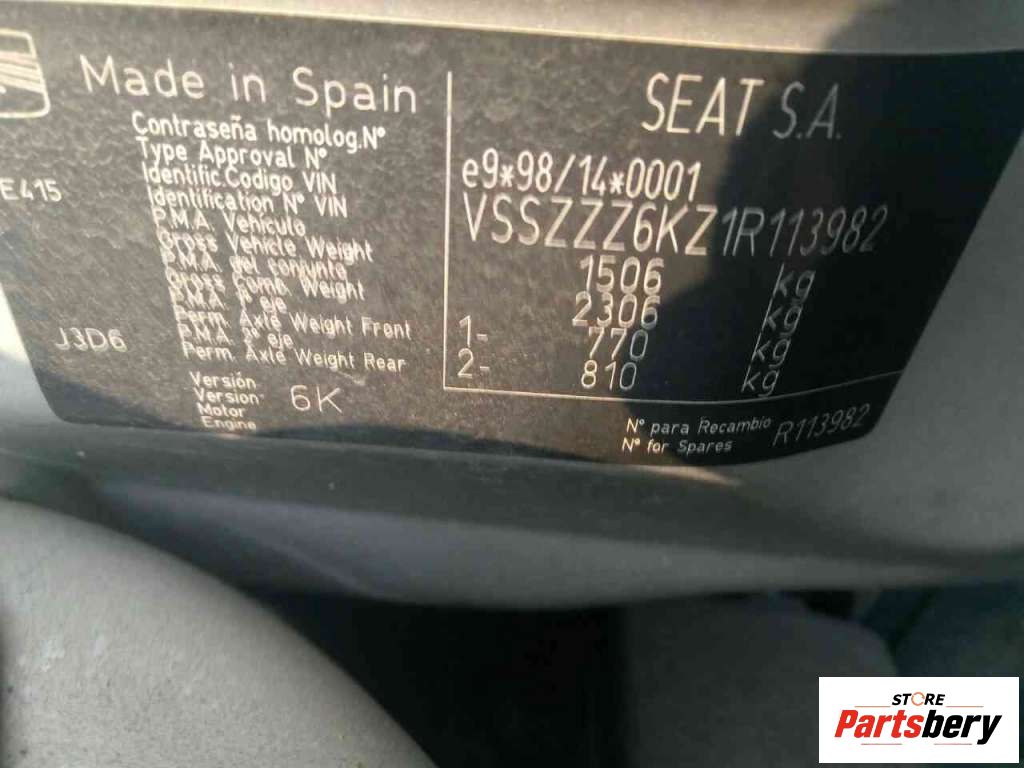 Made in Spain
SEAT S.A.
Contraseña homolog.Nº
Type Approval Nº
e9*98/14*0001
Identific.Codigo VIN
Identification Nº VIN
VSSZZZ6KZ1R113982
E415
P.M.A. Vehiculo
Gross Vehicle Weight
1506 kg
P.M.A. del conjunto
Gross Comb. Weight
2306 kg
P.M.A. 1º eje
Perm. Axle Weight Front
1- 770 kg
P.M.A. 2º eje
Perm. Axle Weight Rear
2- 810 kg
J3D6
Versión
Version
6K
Motor
Engine
Nº para Recambio
Nº for Spares
R113982
STORE
Partsbery